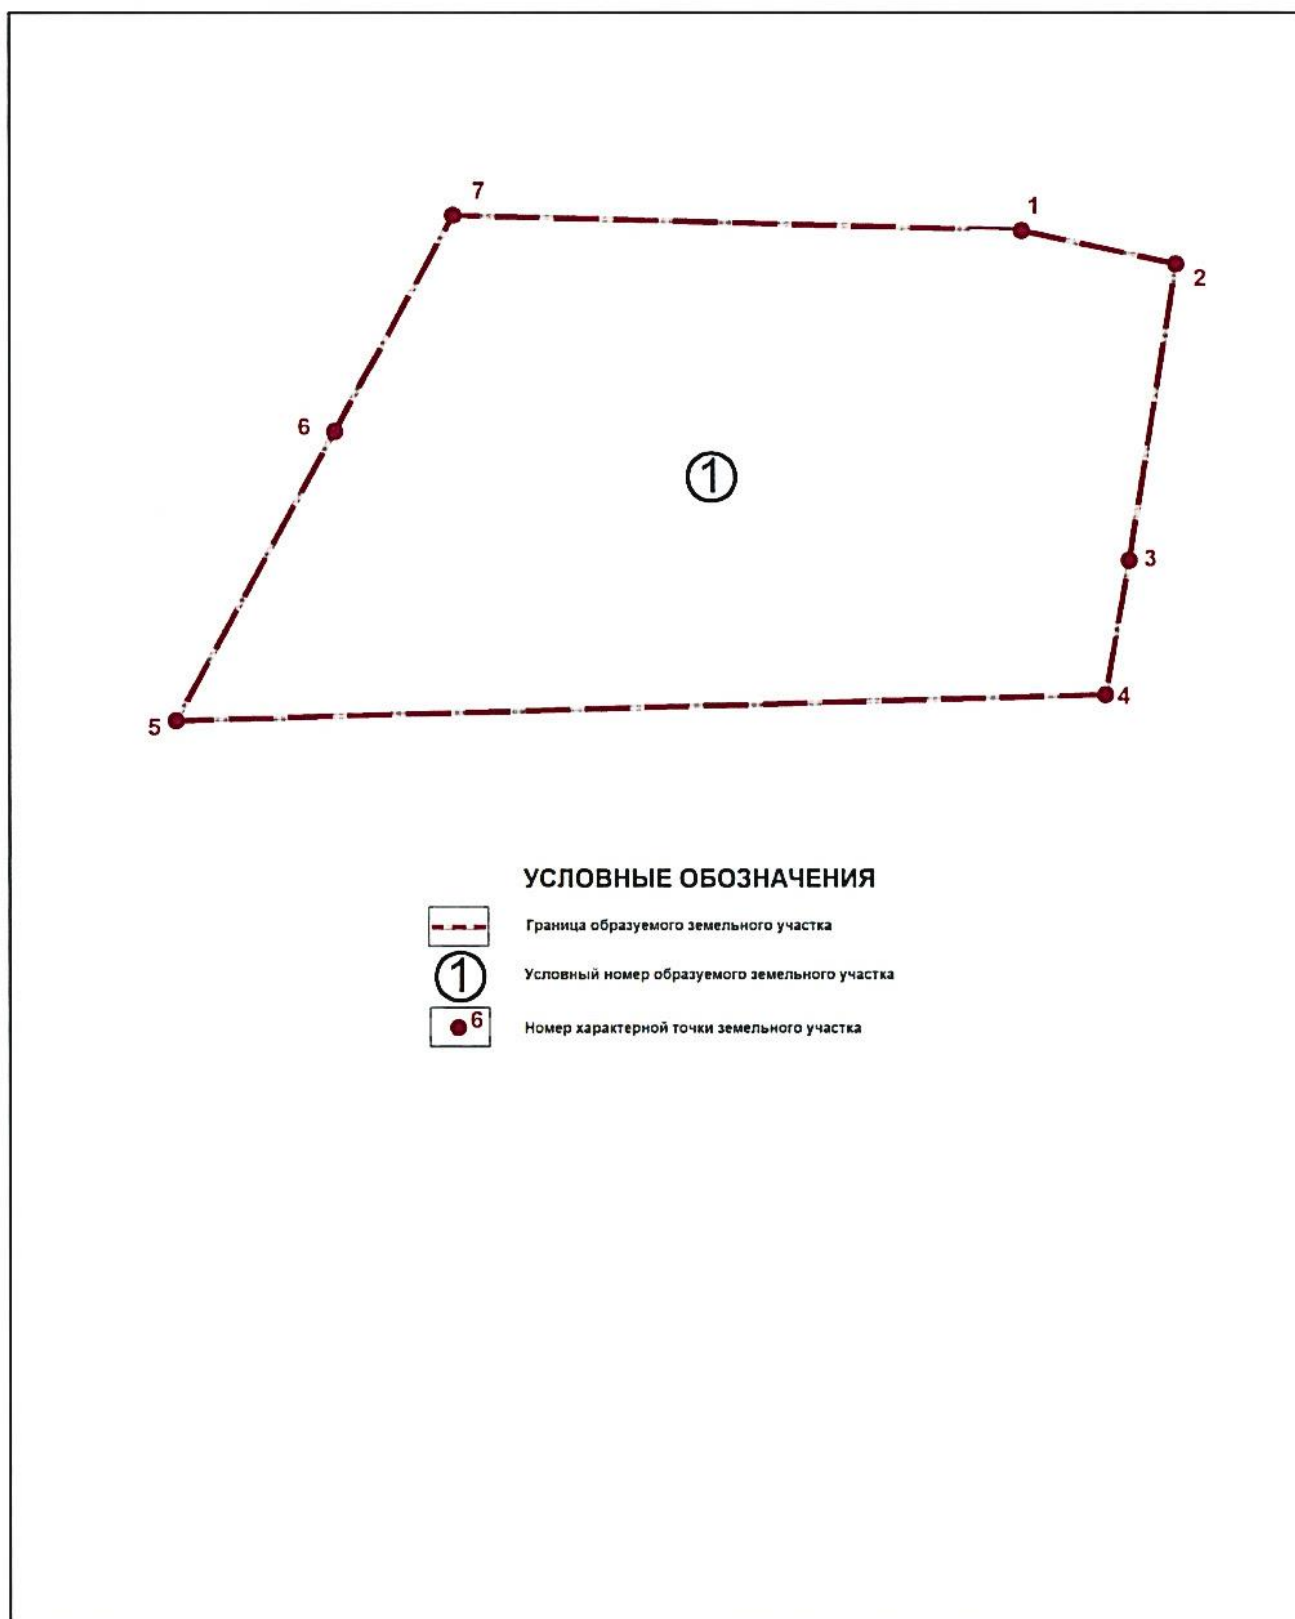 7
1
2
6
1
3
4
5
УСЛОВНЫЕ ОБОЗНАЧЕНИЯ
Граница образуемого земельного участка
1 Условный номер образуемого земельного участка
6 Номер характерной точки земельного участка